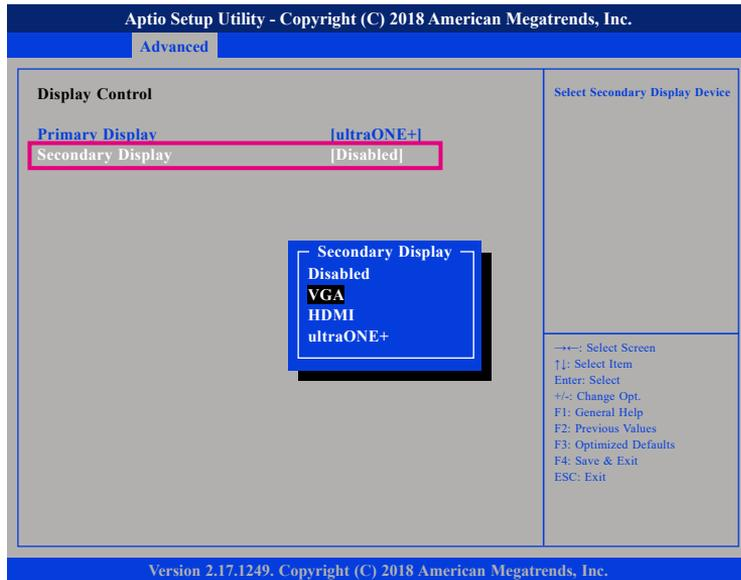 Aptio Setup Utility - Copyright (C) 2018 American Megatrends, Inc.
Advanced
Display Control
Primary Display [ultraONE+]
Secondary Display [Disabled]
Select Secondary Display Device
Secondary Display
Disabled
VGA
HDMI
ultraONE+
→←: Select Screen
↑↓: Select Item
Enter: Select
+/-: Change Opt.
F1: General Help
F2: Previous Values
F3: Optimized Defaults
F4: Save & Exit
ESC: Exit
Version 2.17.1249. Copyright (C) 2018 American Megatrends, Inc.